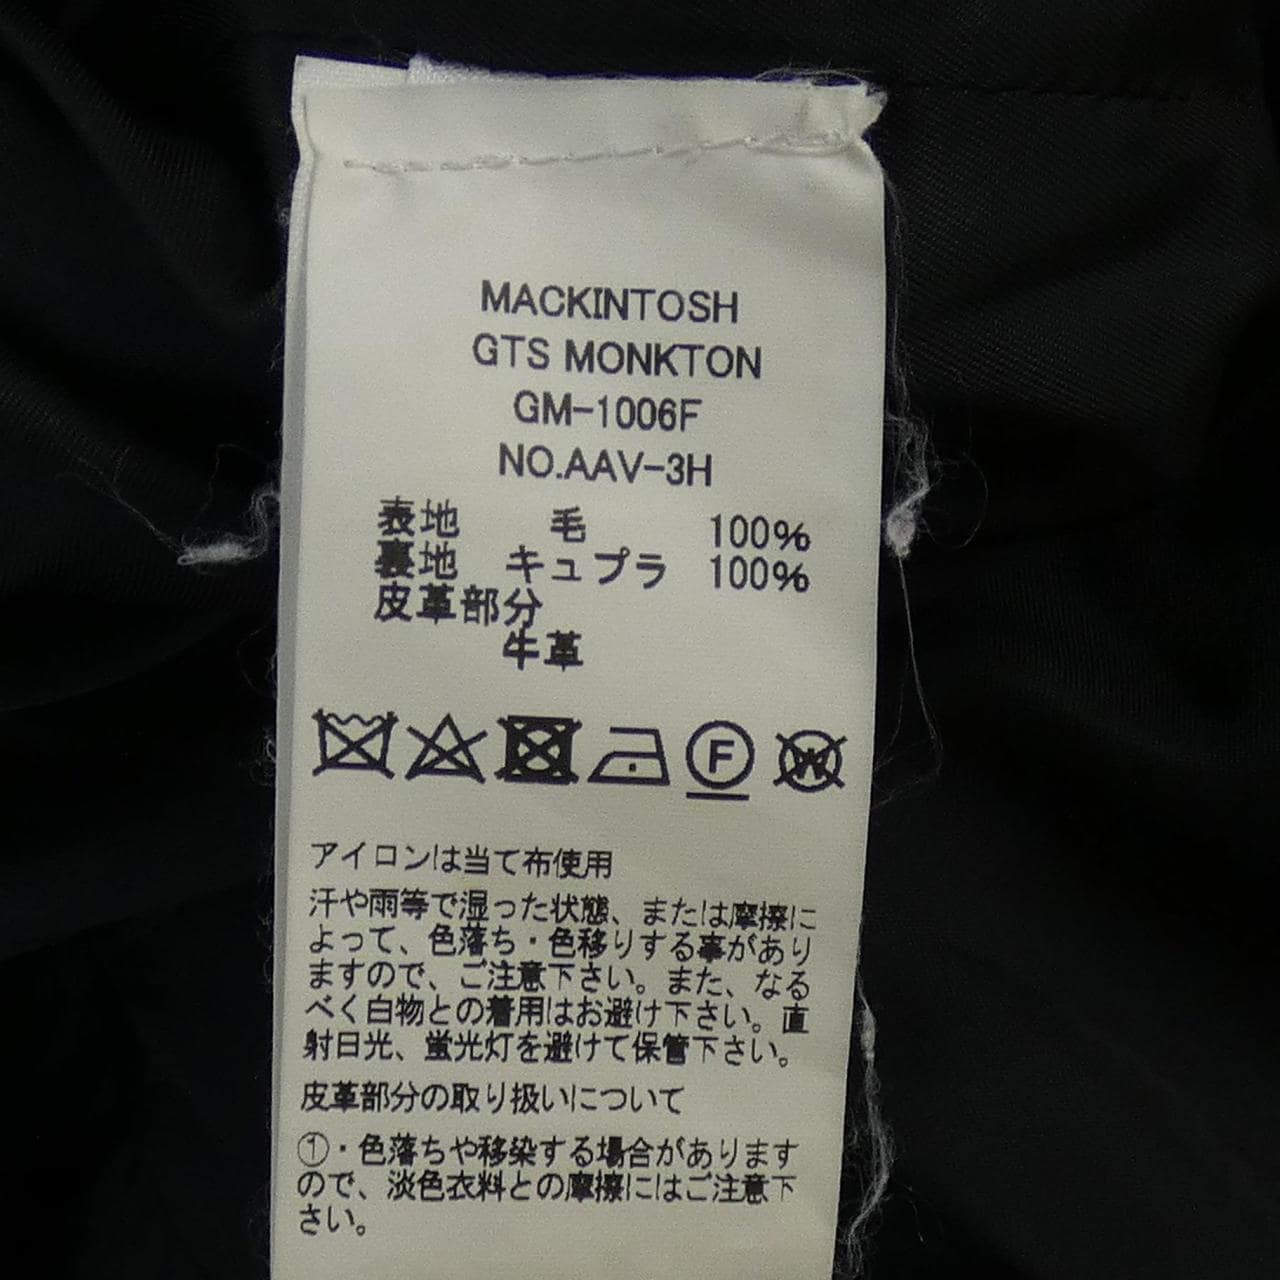 MACKINTOSH
GTS MONKTON
GM-1006F
NO.AAV-3H
表地 毛 100%
裏地 キュプラ 100%
皮革部分
牛革
F W
アイロンは当て布使用
汗や雨等で湿った状態、または摩擦に
よって、色落ち・色移りする事があり
ますので、ご注意下さい。また、なる
べく白物との着用はお避け下さい。直
射日光、蛍光灯を避けて保管下さい。
皮革部分の取り扱いについて
①・色落ちや移染する場合があります
ので、淡色衣料との摩擦にはご注意下
さい。